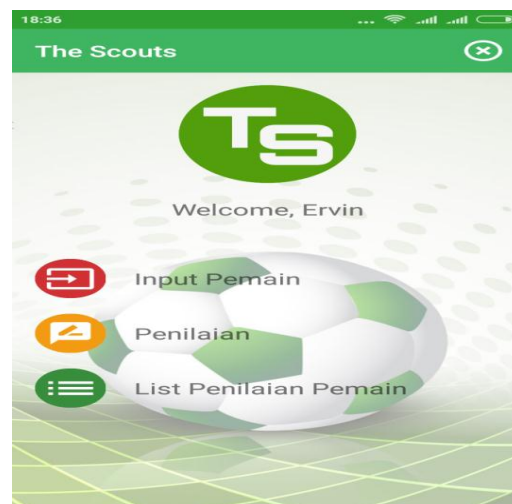 18:36
The Scouts
TS
Welcome, Ervin
Input Pemain
Penilaian
List Penilaian Pemain